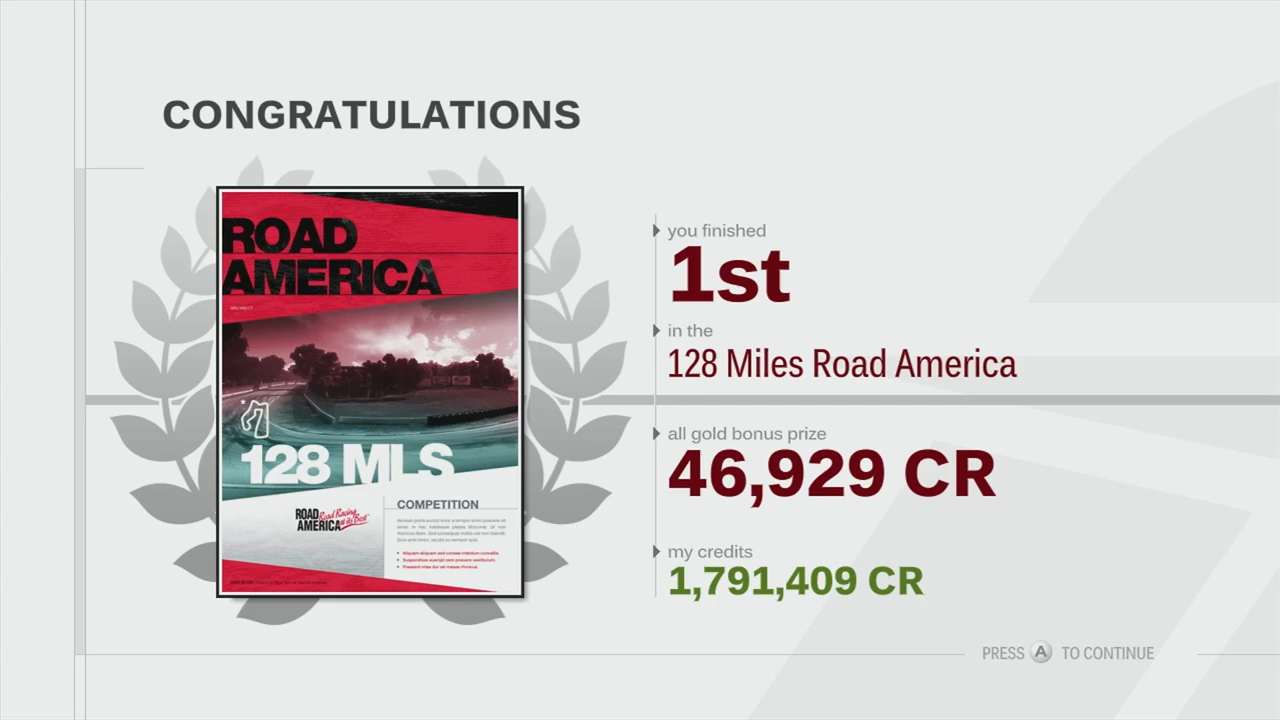 CONGRATULATIONS
ROAD
AMERICA
128 MLS
ROAD Road Racing
AMERICA at its Best
COMPETITION
you finished
1st
in the
128 Miles Road America
all gold bonus prize
46,929 CR
my credits
1,791,409 CR
PRESS A TO CONTINUE